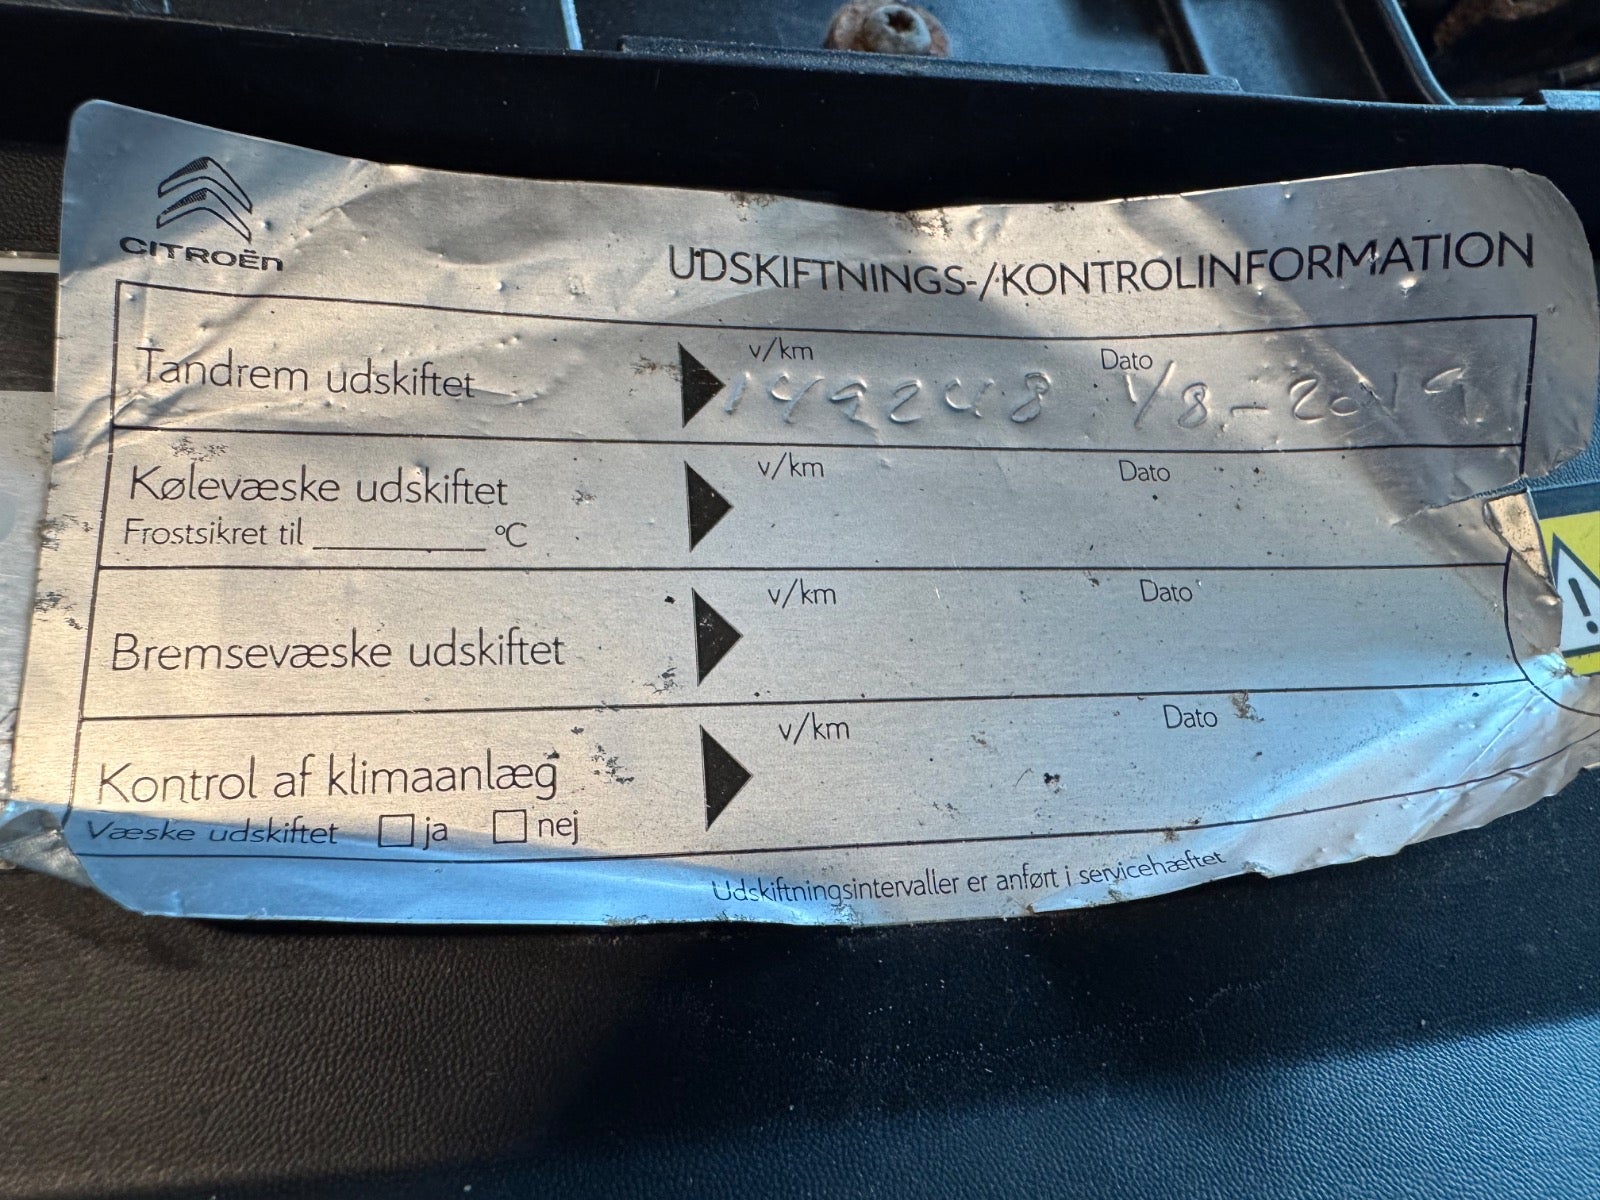 CITROËN
UDSKIFTNINGS-/KONTROLINFORMATION
Tandrem udskiftet v/km 149248 Dato 1/8-2019
Kølevæske udskiftet v/km Dato
Frostsikret til ________ °C
Bremsevæske udskiftet v/km Dato
Kontrol af klimaanlæg v/km Dato
Væske udskiftet ja nej
Udskiftningsintervaller er anført i servicehæftet
!